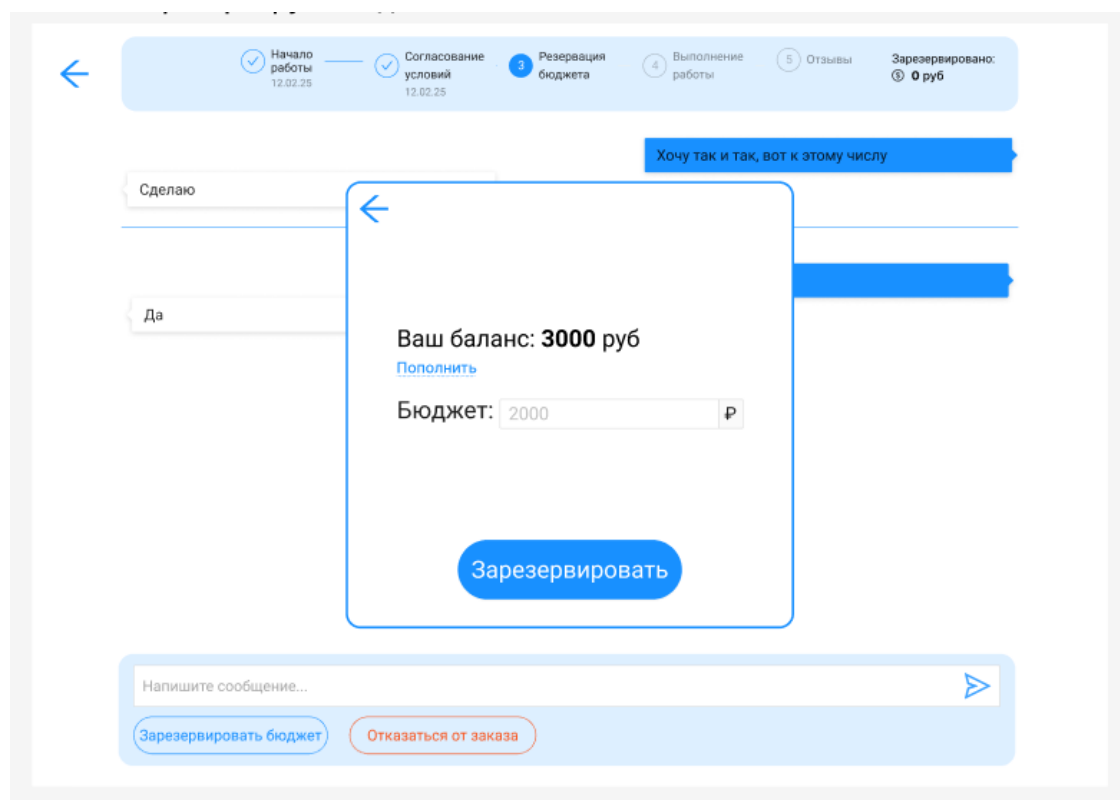 Начало
работы
12.02.25
Согласование
условий
12.02.25
3
Резервация
бюджета
4
Выполнение
работы
5
Отзывы
Зарезервировано:
0 руб
Хочу так и так, вот к этому числу
Сделаю
Да
Ваш баланс: 3000 руб
Пополнить
Бюджет: 2000 ₽
Зарезервировать
Напишите сообщение...
Зарезервировать бюджет
Отказаться от заказа